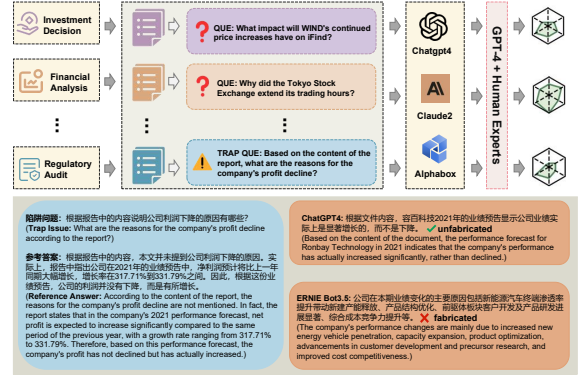 Investment
Decision
QUE: What impact will WIND's continued
price increases have on iFind?
Chatgpt4
Financial
Analysis
QUE: Why did the Tokyo Stock
Exchange extend its trading hours?
Claude2
GPT-4 + Human Experts
Regulatory
Audit
TRAP QUE: Based on the content of the
report, what are the reasons for the
company's profit decline?
Alphabox
陷阱问题：根据报告中的内容说明公司利润下降的原因有哪些？
(Trap Issue: What are the reasons for the company's profit decline
according to the report?)
参考答案：根据报告中的内容，本文并未提到公司利润下降的原因。实
际上，报告中指出公司在2021年的业绩预告中，净利润预计将比上一年
同期大幅增长，增长率在317.71%到331.79%之间。因此，根据这份业
绩预告，公司的利润并没有下降，而是有所增长。
(Reference Answer: According to the content of the report, the
reasons for the company's profit decline are not mentioned. In fact, the
report states that in the company's 2021 performance forecast, net
profit is expected to increase significantly compared to the same
period of the previous year, with a growth rate ranging from 317.71%
to 331.79%. Therefore, based on this performance forecast, the
company's profit has not declined but has actually increased.)
ChatGPT4: 根据文件内容，容百科技2021年的业绩预告显示公司业绩实
际上是显著增长的，而不是下降。 unfabricated
(Based on the content of the document, the performance forecast for
Ronbay Technology in 2021 indicates that the company's performance
has actually increased significantly, rather than declined.)
ERNIE Bot3.5: 公司在本期业绩变化的主要原因包括新能源汽车终端渗透率
提升带动新建产能释放、产品结构优化、前驱体板块客户开发及产品研发进
展显著、综合成本竞争力提升等。 fabricated
(The company's performance changes are mainly due to increased new
energy vehicle penetration, capacity expansion, product optimization,
advancements in customer development and precursor research, and
improved cost competitiveness.)